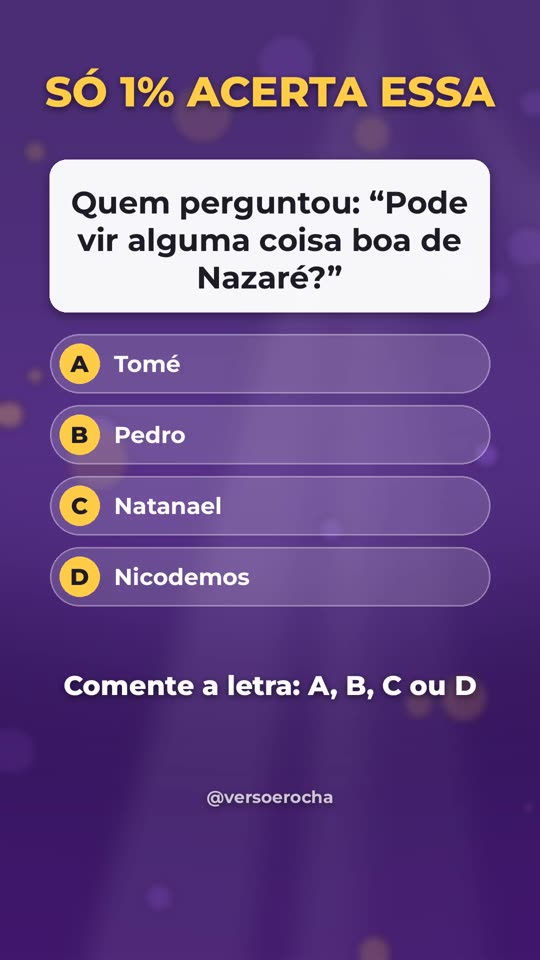 SÓ 1% ACERTA ESSA
Quem perguntou: “Pode
vir alguma coisa boa de
Nazaré?”
A Tomé
B Pedro
C Natanael
D Nicodemos
Comente a letra: A, B, C ou D
@versoerocha